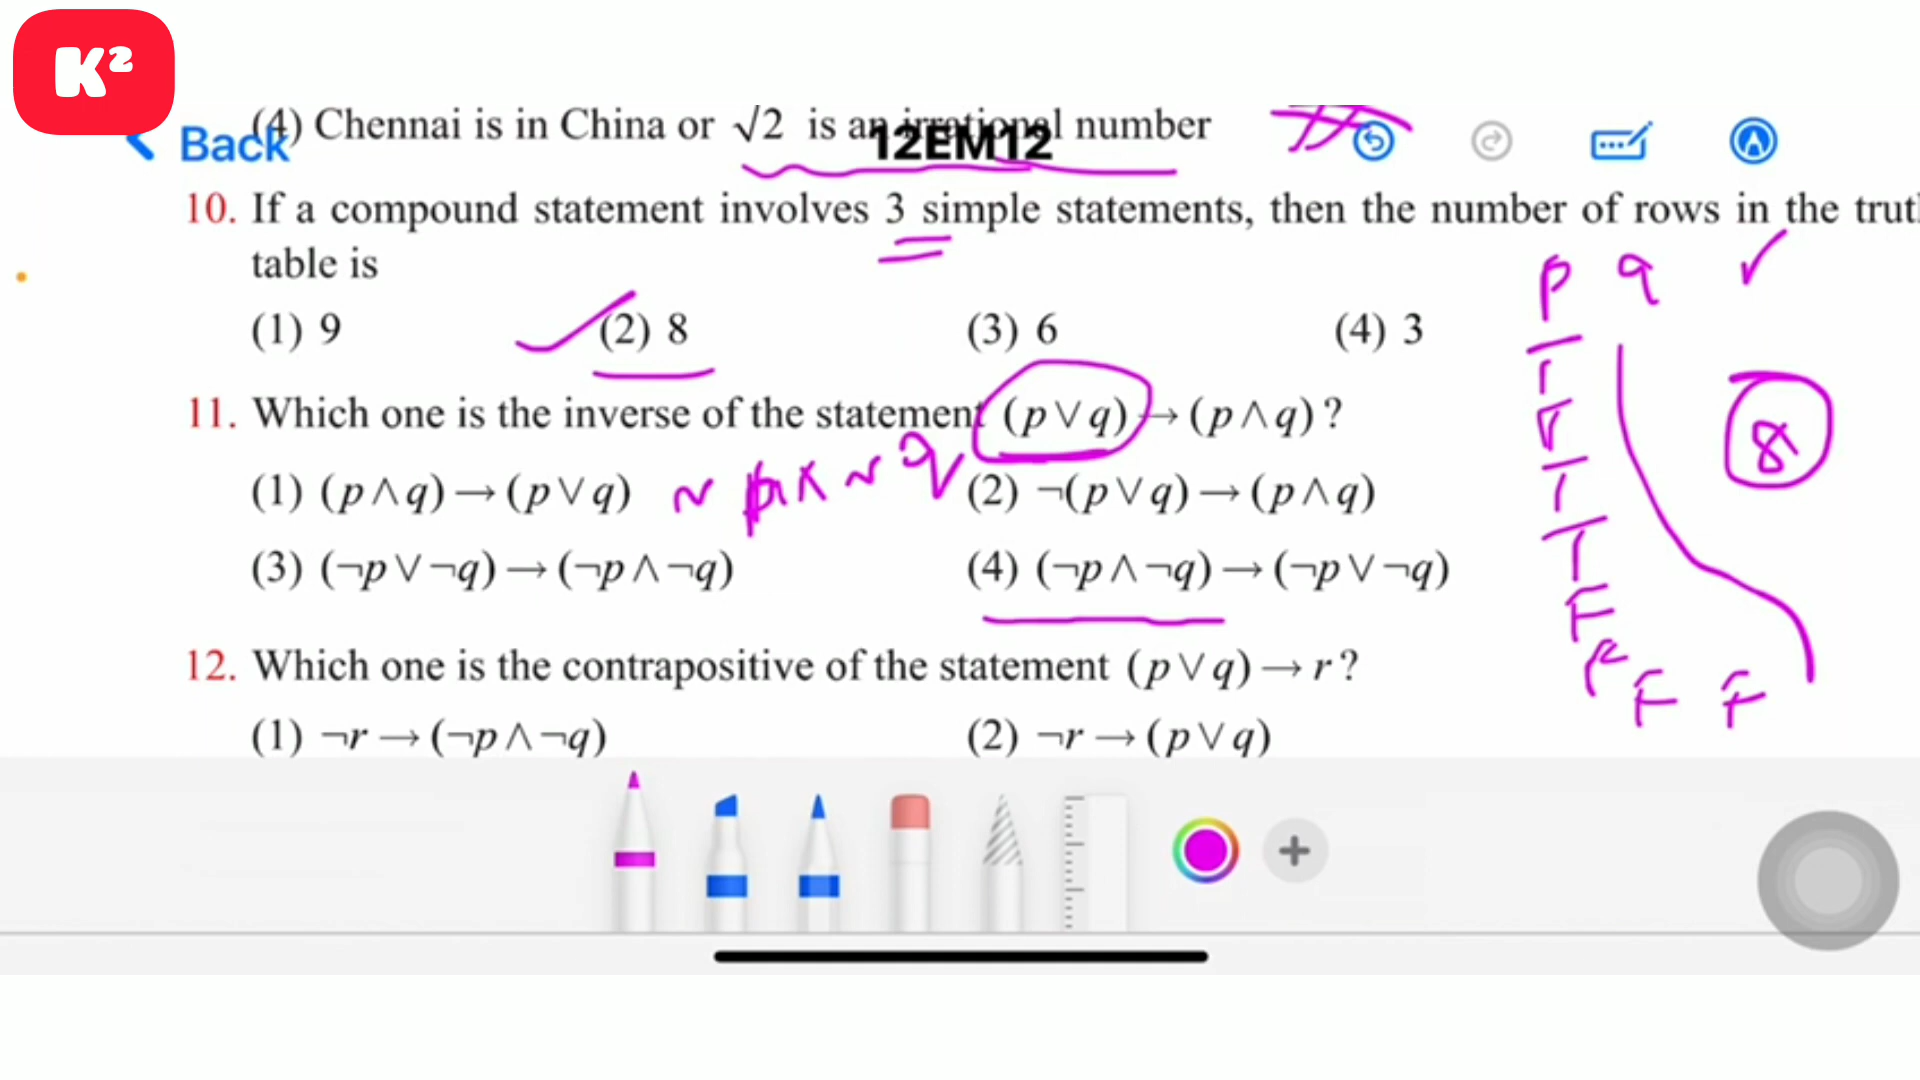 K²
(4) Chennai is in China or √2 is an irrational number
Back
12EM12
10. If a compound statement involves 3 simple statements, then the number of rows in the
table is
(1) 9 (2) 8 (3) 6 (4) 3
p q
T
T
T
T
F
F
F F
8
11. Which one is the inverse of the statement (p∨q)→(p∧q)?
~ p ∧ ~ q
(1) (p∧q)→(p∨q) (2) ¬(p∨q)→(p∧q)
(3) (¬p∨¬q)→(¬p∧¬q) (4) (¬p∧¬q)→(¬p∨¬q)
12. Which one is the contrapositive of the statement (p∨q)→r?
(1) ¬r→(¬p∧¬q) (2) ¬r→(p∨q)